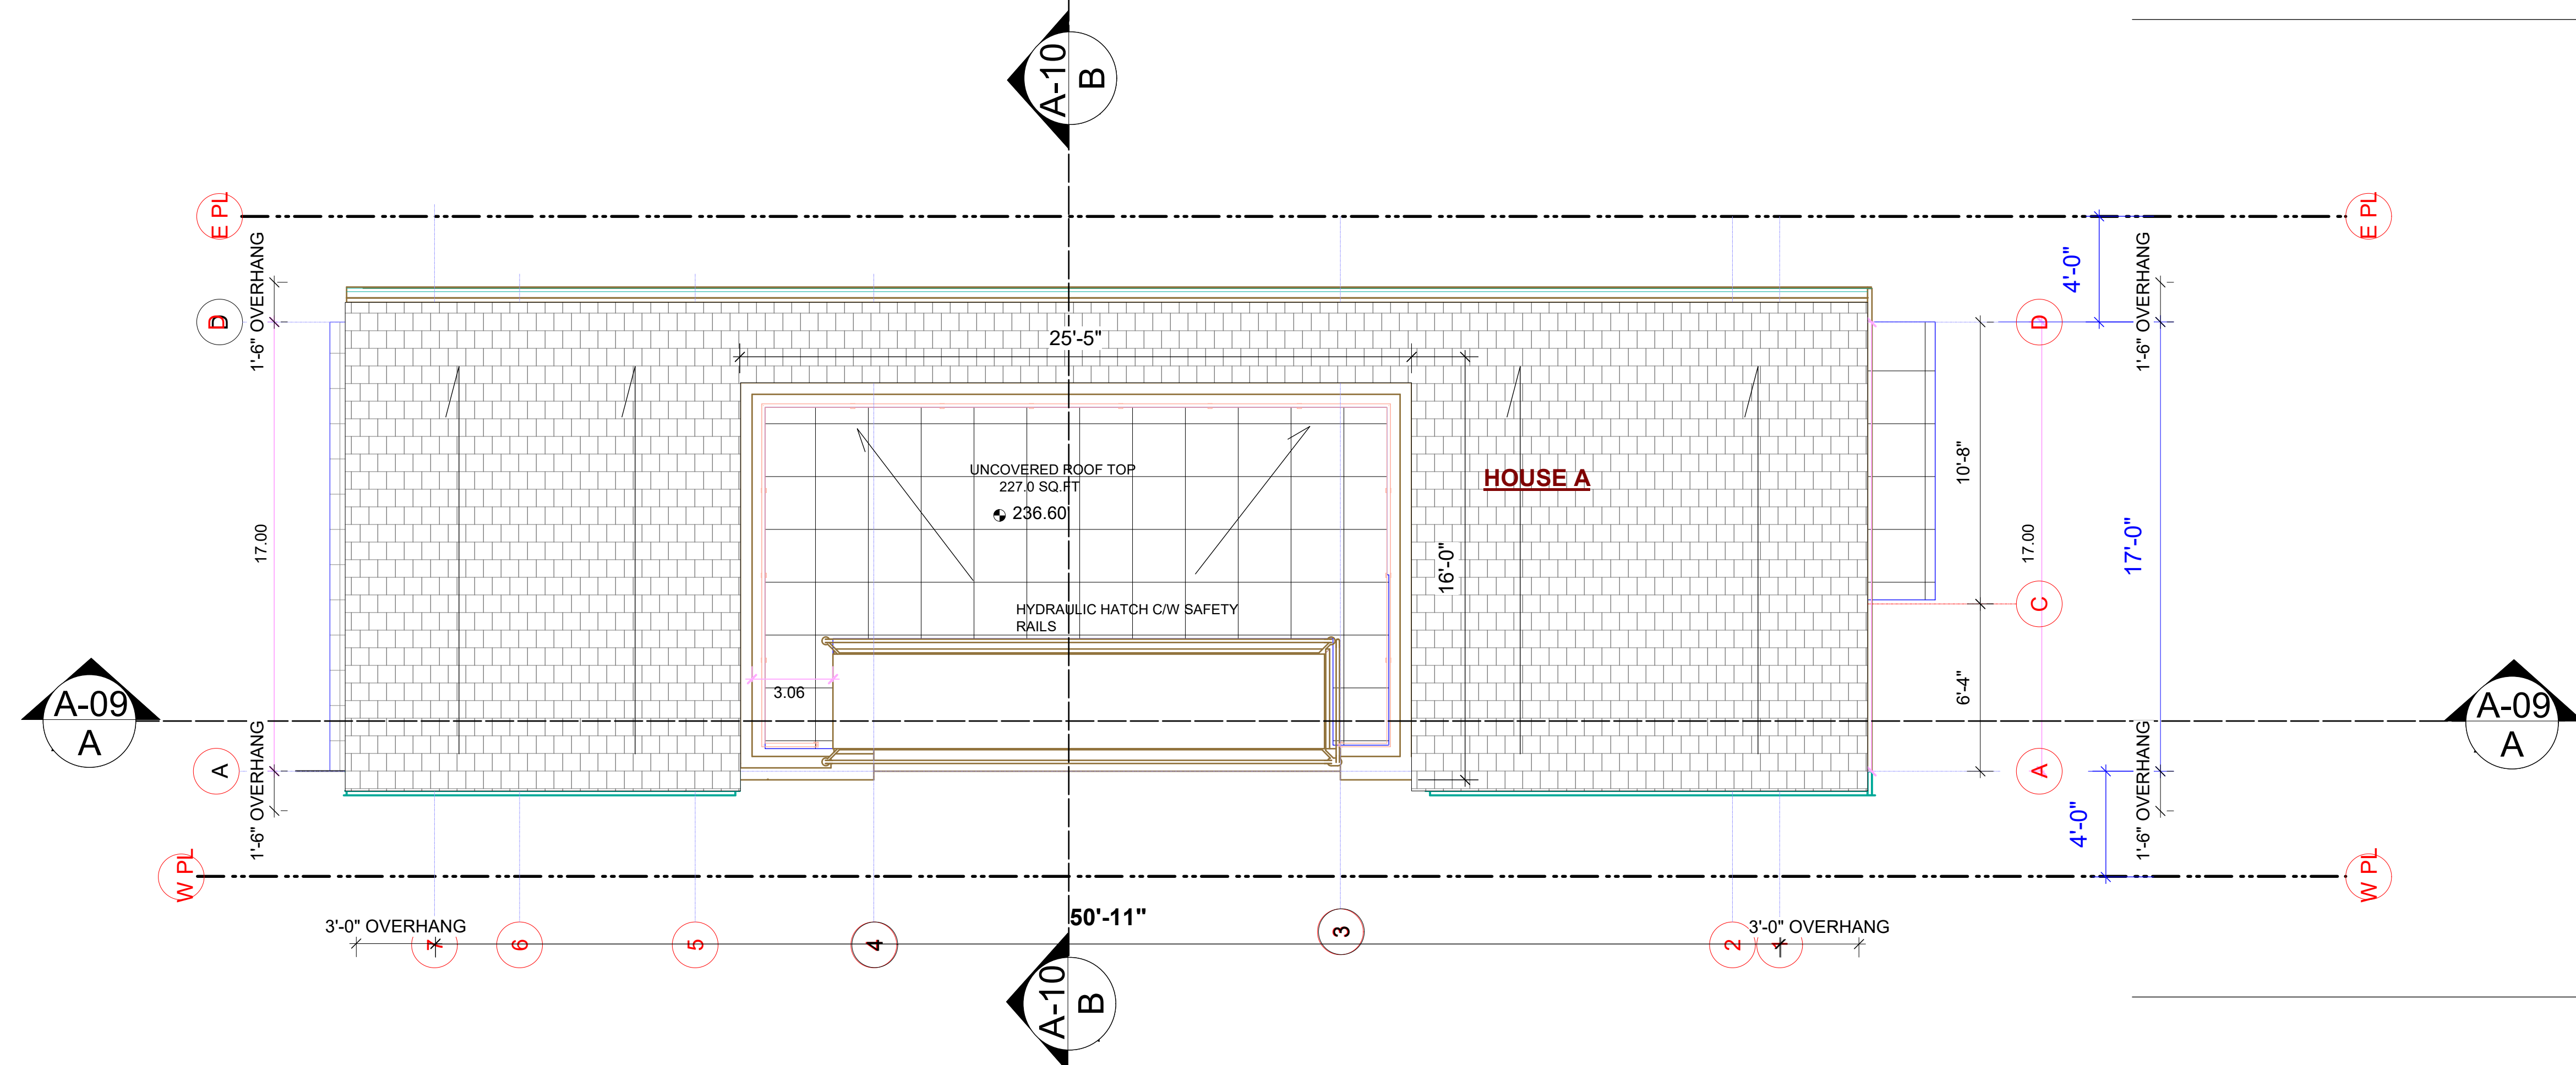 A-10
B
E PL
E PL
1'-6" OVERHANG
4'-0"
1'-6" OVERHANG
D
D
D
25'-5"
UNCOVERED ROOF TOP
227.0 SQ.FT
236.60'
HOUSE A
10'-8"
17.00
17.00
17'-0"
16'-0"
HYDRAULIC HATCH C/W SAFETY
RAILS
C
3.06
6'-4"
A-09
A
A-09
A
A
A
1'-6" OVERHANG
4'-0"
1'-6" OVERHANG
W PL
W PL
50'-11"
3'-0" OVERHANG
3'-0" OVERHANG
7
6
5
4
3
2
1
A-10
B